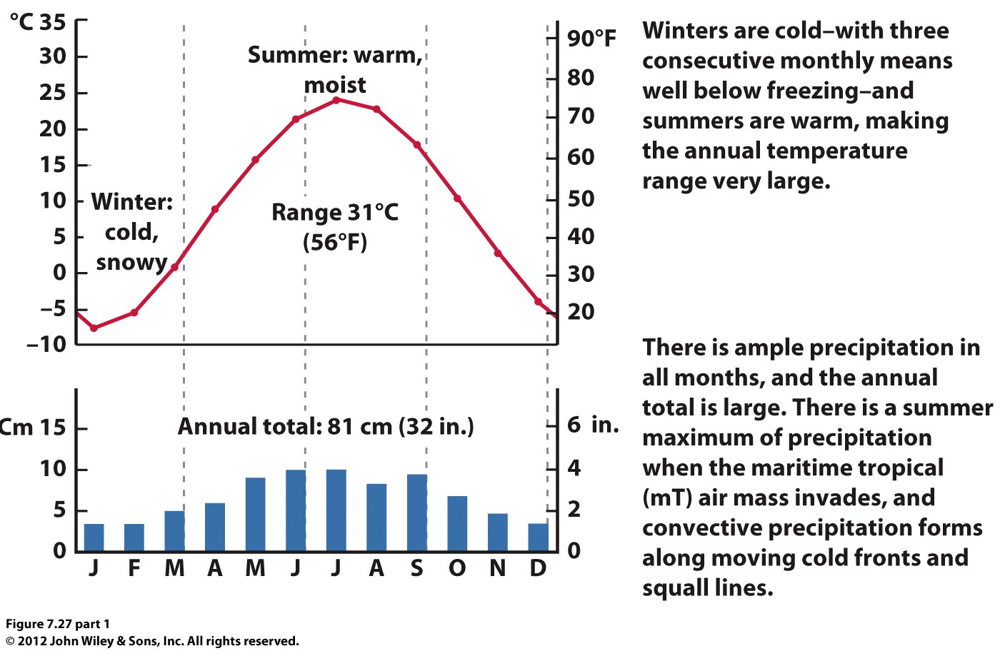 °C 35
30
25
20
15
10
5
0
–5
–10
90°F
80
70
60
50
40
30
20
Summer: warm,
moist
Winter:
cold,
snowy
Range 31°C
(56°F)
Winters are cold–with three
consecutive monthly means
well below freezing–and
summers are warm, making
the annual temperature
range very large.
Cm 15
10
5
0
Annual total: 81 cm (32 in.)
6 in.
4
2
0
J F M A M J J A S O N D
There is ample precipitation in
all months, and the annual
total is large. There is a summer
maximum of precipitation
when the maritime tropical
(mT) air mass invades, and
convective precipitation forms
along moving cold fronts and
squall lines.
Figure 7.27 part 1
© 2012 John Wiley & Sons, Inc. All rights reserved.